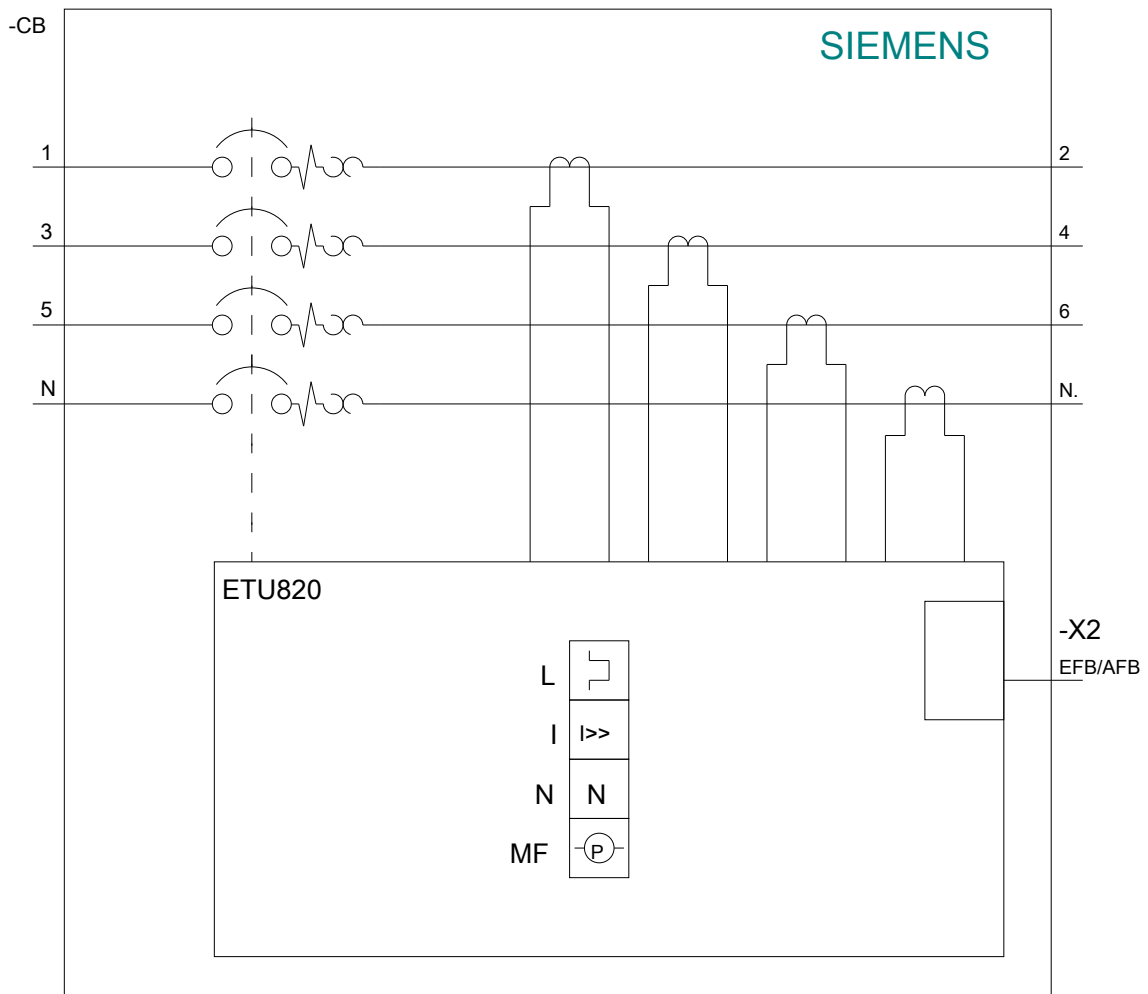 -CB
SIEMENS
1
2
3
4
5
6
N
N.
ETU820
-X2
EFB/AFB
L
I I>>
N N
MF P